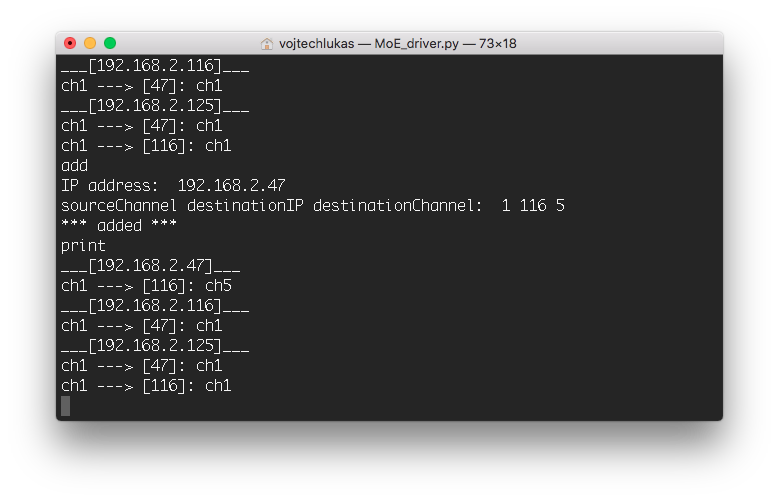 vojtechlukas — MoE_driver.py — 73×18
___[192.168.2.116]___
ch1 ---> [47]: ch1
___[192.168.2.125]___
ch1 ---> [47]: ch1
ch1 ---> [116]: ch1
add
IP address:  192.168.2.47
sourceChannel destinationIP destinationChannel:  1 116 5
*** added ***
print
___[192.168.2.47]___
ch1 ---> [116]: ch5
___[192.168.2.116]___
ch1 ---> [47]: ch1
___[192.168.2.125]___
ch1 ---> [47]: ch1
ch1 ---> [116]: ch1